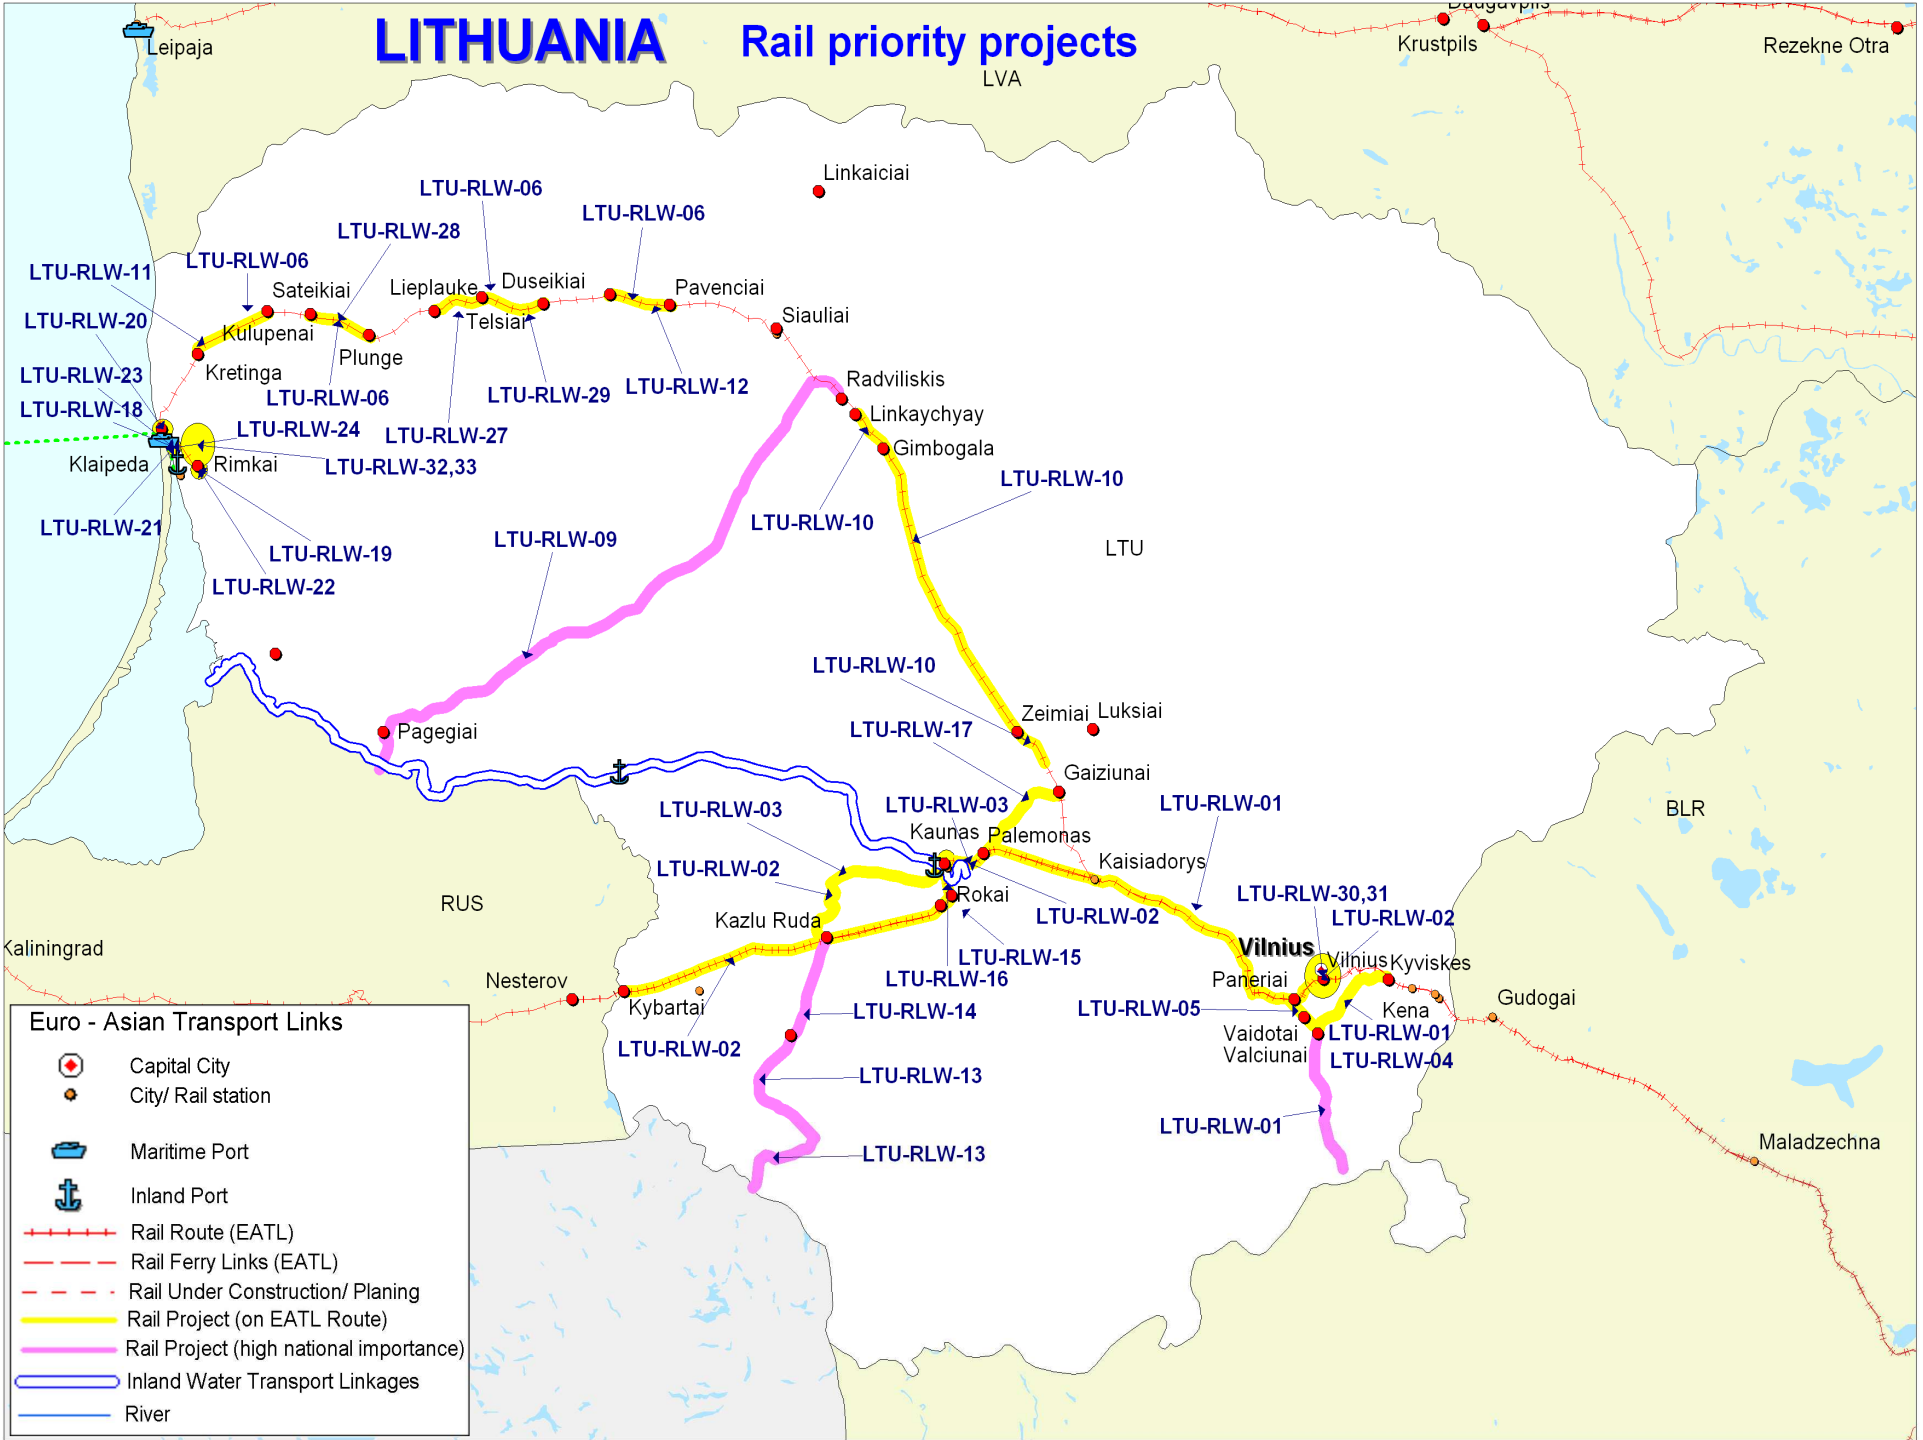 LITHUANIA
Rail priority projects
Leipaja
Daugavpils
Krustpils
Rezekne Otra
LVA
Linkaiciai
LTU-RLW-06
LTU-RLW-06
LTU-RLW-28
LTU-RLW-06
LTU-RLW-11
Sateikiai
Lieplauke
Duseikiai
Pavenciai
LTU-RLW-20
Kulupenai
Telsiai
Siauliai
Plunge
Kretinga
LTU-RLW-23
LTU-RLW-06
LTU-RLW-29
LTU-RLW-12
Radviliskis
LTU-RLW-18
Linkaychyay
LTU-RLW-24
LTU-RLW-27
Gimbogala
Klaipeda
Rimkai
LTU-RLW-32,33
LTU-RLW-10
LTU-RLW-21
LTU-RLW-10
LTU-RLW-19
LTU-RLW-09
LTU
LTU-RLW-22
LTU-RLW-10
Pagegiai
LTU-RLW-17
Zeimiai
Luksiai
Gaiziunai
LTU-RLW-03
LTU-RLW-03
LTU-RLW-01
BLR
Kaunas
Palemonas
LTU-RLW-02
Kaisiadorys
Rokai
RUS
LTU-RLW-30,31
Kazlu Ruda
LTU-RLW-02
LTU-RLW-02
Kaliningrad
LTU-RLW-15
Vilnius
Vilnius
Kyviskes
Nesterov
LTU-RLW-16
Paneriai
Kybartai
LTU-RLW-14
LTU-RLW-05
Kena
Gudogai
LTU-RLW-02
Vaidotai
LTU-RLW-01
Valciunai
LTU-RLW-04
LTU-RLW-13
LTU-RLW-01
LTU-RLW-13
Maladzechna
Euro - Asian Transport Links
Capital City
City/ Rail station
Maritime Port
Inland Port
Rail Route (EATL)
Rail Ferry Links (EATL)
Rail Under Construction/ Planing
Rail Project (on EATL Route)
Rail Project (high national importance)
Inland Water Transport Linkages
River